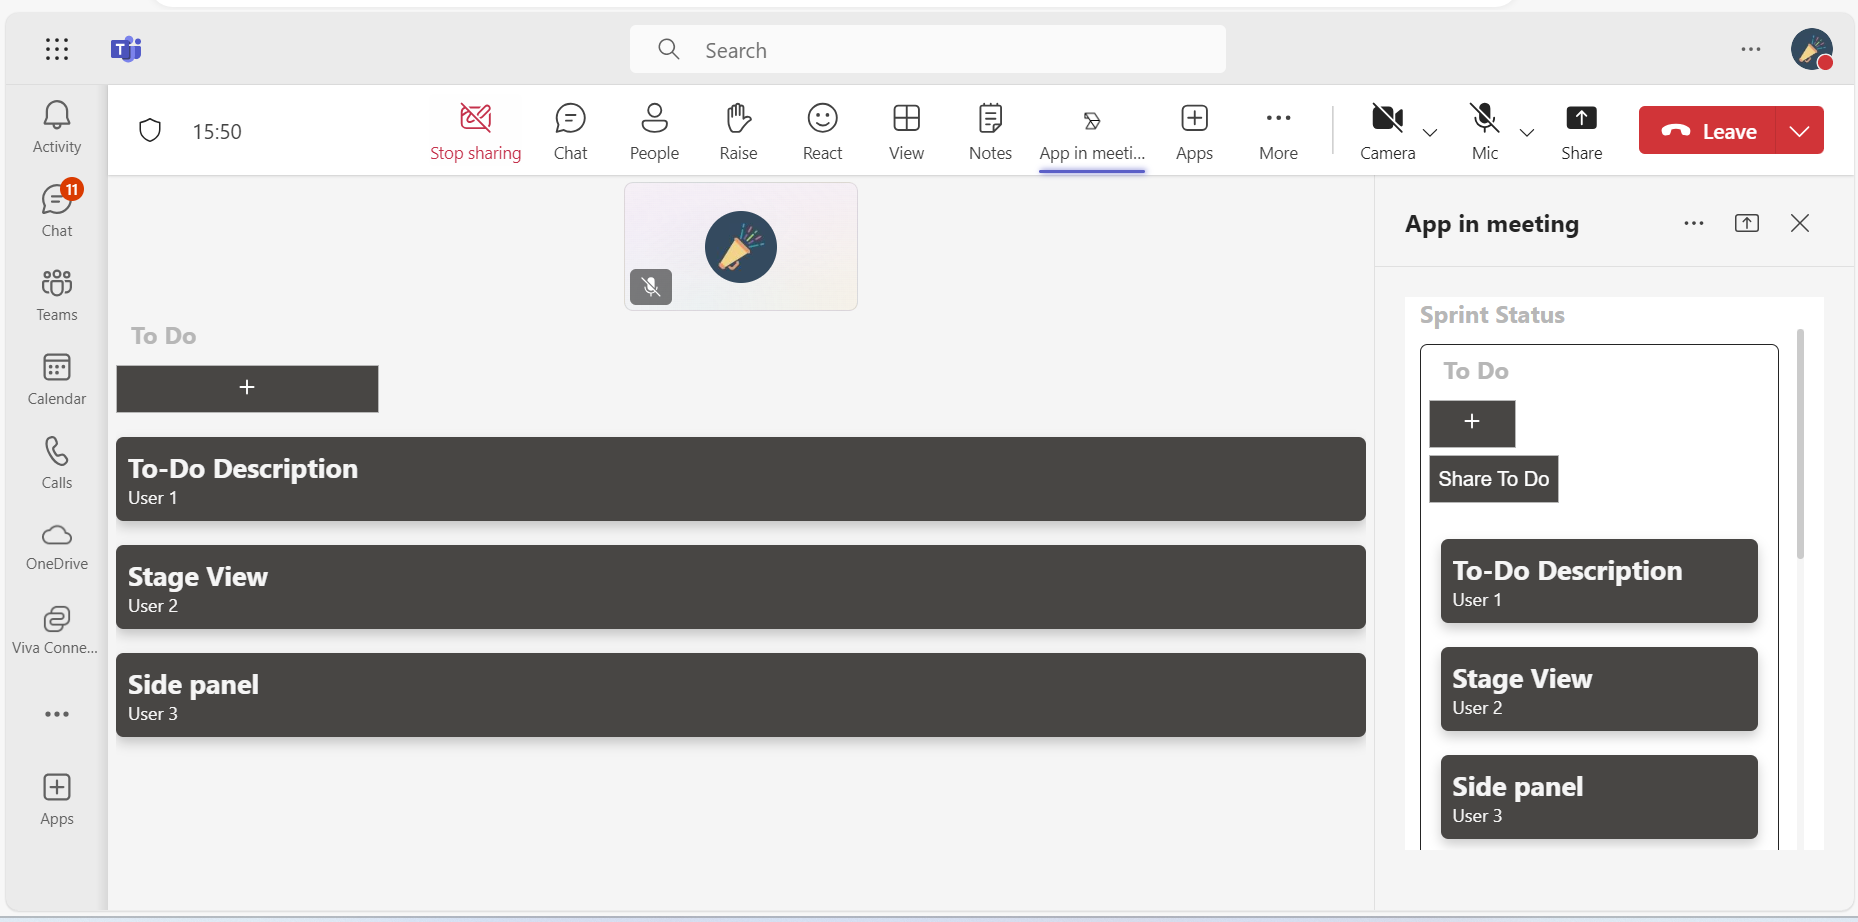 Search
Activity
11
Chat
Teams
Calendar
Calls
OneDrive
Viva Conne...
Apps
15:50
Stop sharing
Chat
People
Raise
React
View
Notes
App in meeti...
Apps
More
Camera
Mic
Share
Leave
To Do
+
To-Do Description
User 1
Stage View
User 2
Side panel
User 3
App in meeting
Sprint Status
To Do
+
Share To Do
To-Do Description
User 1
Stage View
User 2
Side panel
User 3